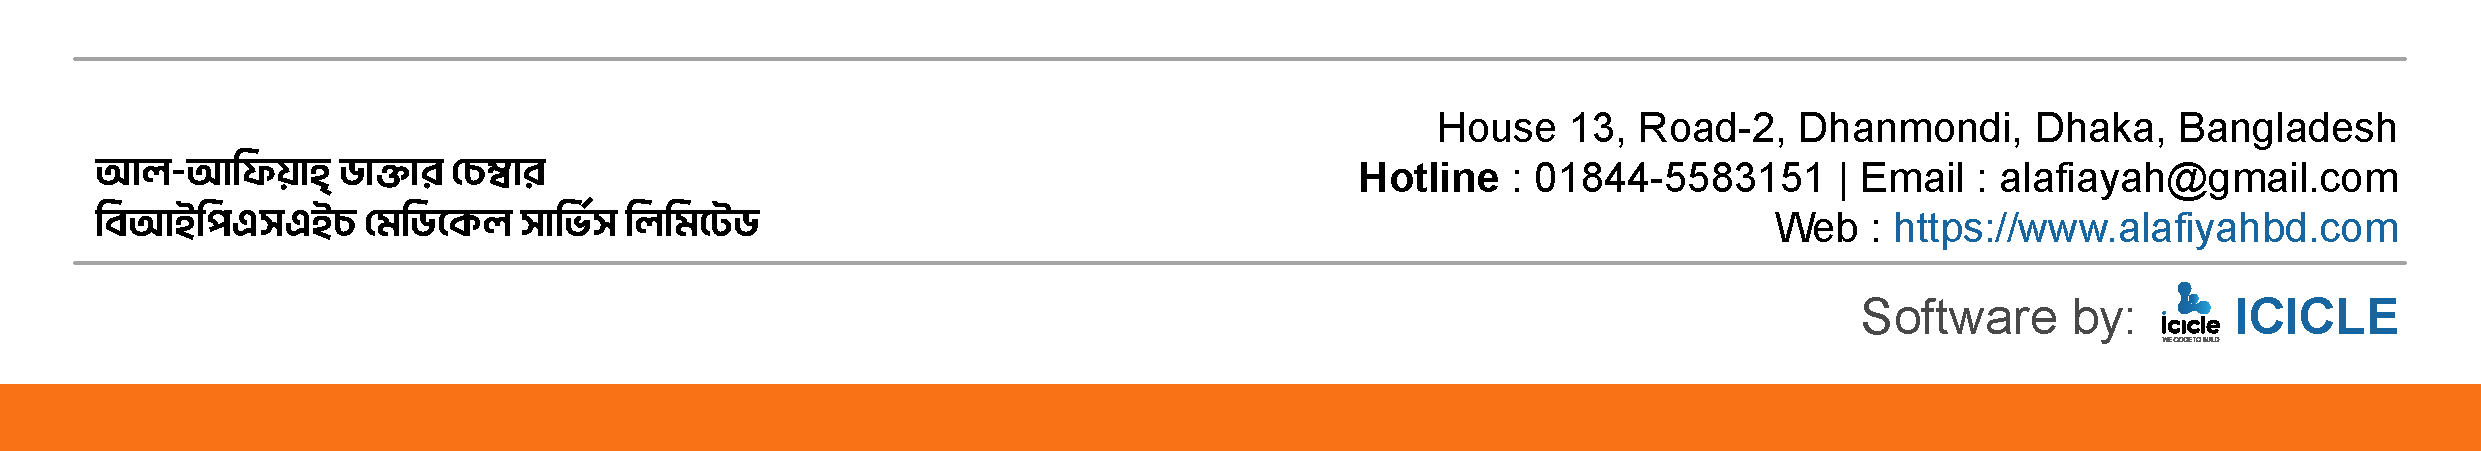 আল-আফিয়াহ্ ডাক্তার চেম্বার
বিআইপিএসএইচ মেডিকেল সার্ভিস লিমিটেড
House 13, Road-2, Dhanmondi, Dhaka, Bangladesh
Hotline : 01844-5583151 | Email : alafiayah@gmail.com
Web : https://www.alafiyahbd.com
Software by: icicle ICICLE
WE CODE TO BUILD